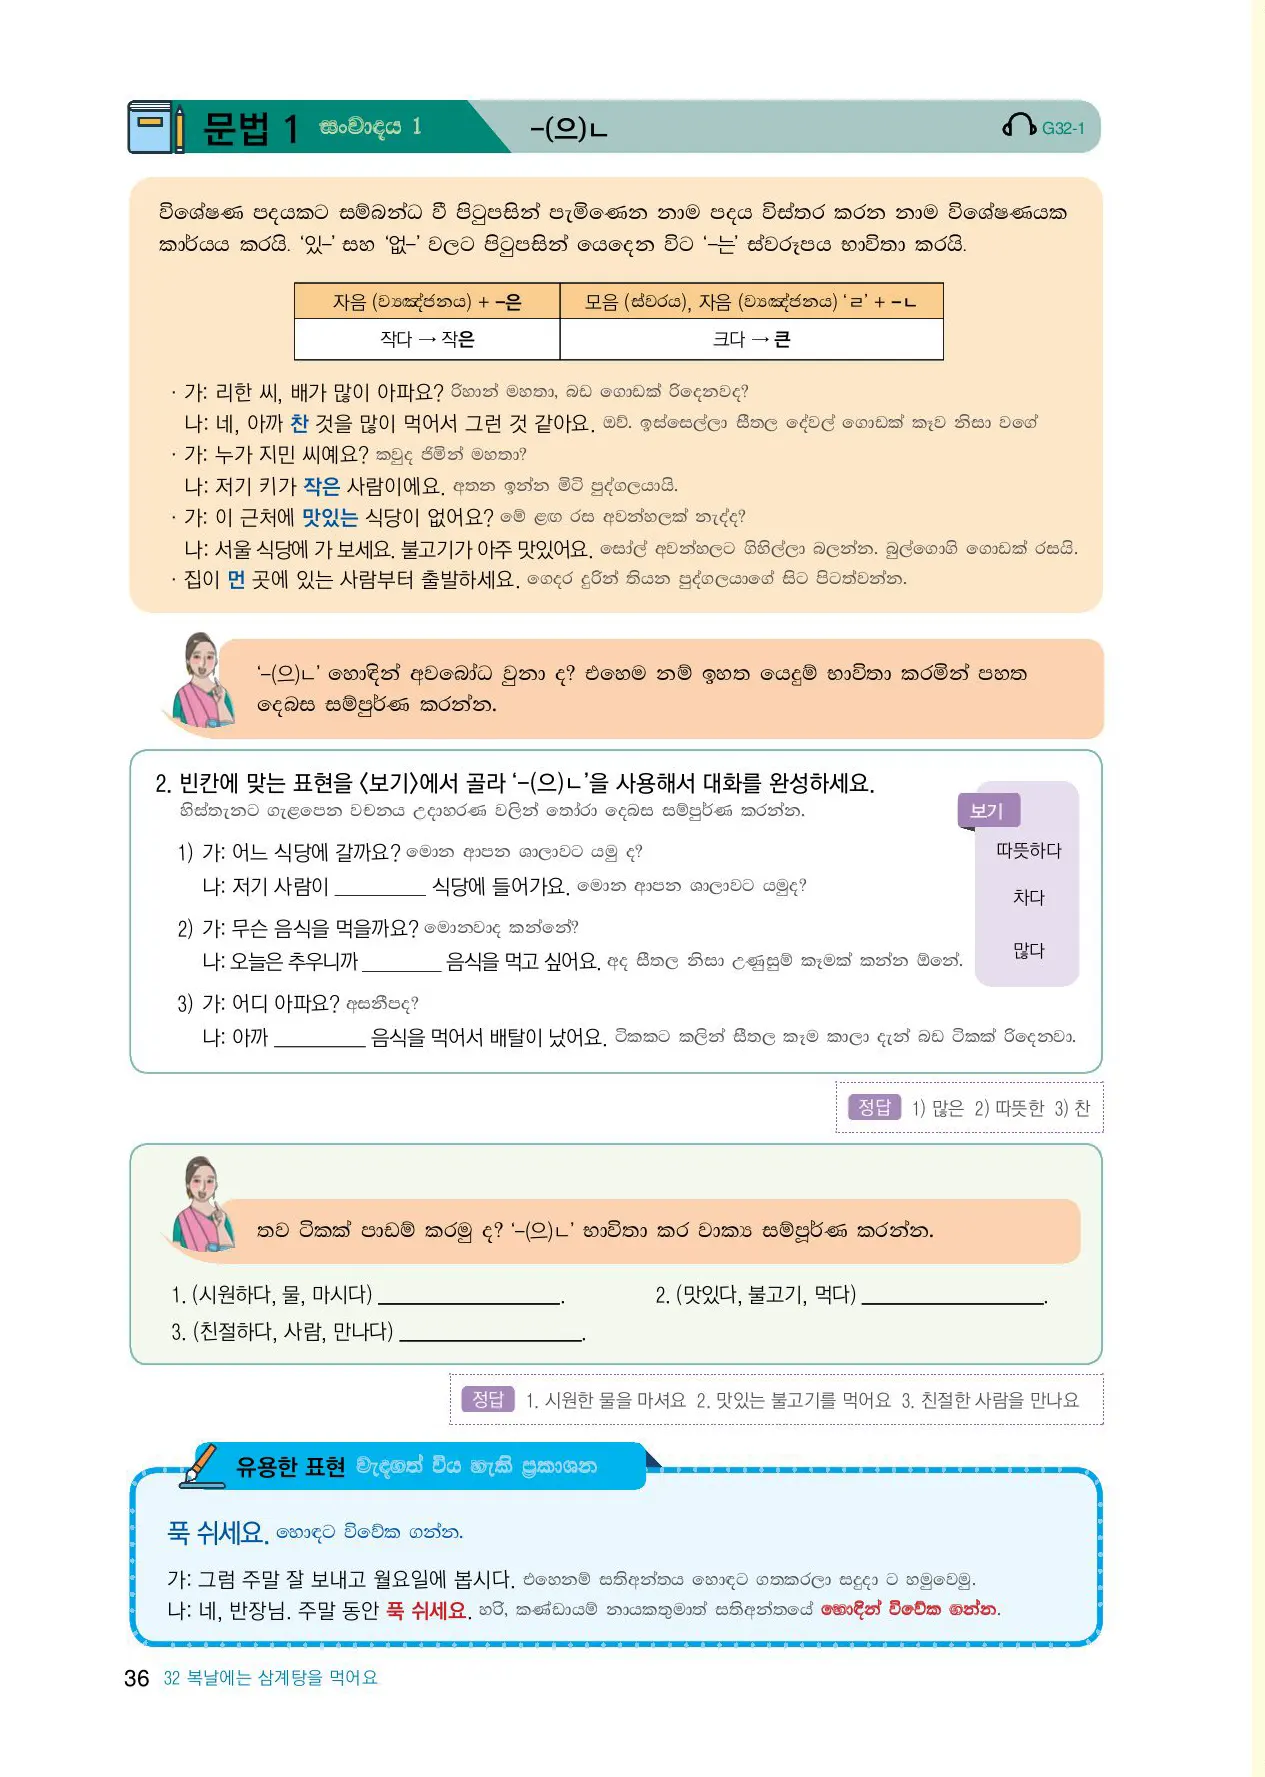 문법 1 සංවාදය 1 -(으)ㄴ G32-1
විශේෂණ පදයකට සම්බන්ධ වී පිටුපසින් පැමිණෙන නාම පදය විස්තර කරන නාම විශේෂණයක
කාර්යය කරයි. ‘있–’ සහ ‘없–’ වලට පිටුපසින් යෙදෙන විට ‘–는’ ස්වරූපය භාවිතා කරයි.
자음 (ව්‍යඤ්ජනය) + –은 모음 (ස්වරය), 자음 (ව්‍යඤ්ජනය) ‘ㄹ’ + –ㄴ
작다 → 작은 크다 → 큰
· 가: 리한 씨, 배가 많이 아파요? රිහාන් මහතා, බඩ ගොඩක් රිදෙනවද?
나: 네, 아까 찬 것을 많이 먹어서 그런 것 같아요. ඔව්. ඉස්සෙල්ලා සීතල දේවල් ගොඩක් කෑව නිසා වගේ
· 가: 누가 지민 씨예요? කවුද ජිමින් මහතා?
나: 저기 키가 작은 사람이에요. අතන ඉන්න මිටි පුද්ගලයායි.
· 가: 이 근처에 맛있는 식당이 없어요? මේ ළඟ රස අවන්හලක් නැද්ද?
나: 서울 식당에 가 보세요. 불고기가 아주 맛있어요. සෝල් අවන්හලට ගිහිල්ලා බලන්න. බුල්ගොගි ගොඩක් රසයි.
· 집이 먼 곳에 있는 사람부터 출발하세요. ගෙදර දුරින් තියන පුද්ගලයාගේ සිට පිටත්වන්න.
‘–(으)ㄴ’ හොඳින් අවබෝධ වුනා ද? එහෙම නම් ඉහත යෙදුම් භාවිතා කරමින් පහත
දෙබස සම්පුර්ණ කරන්න.
2. 빈칸에 맞는 표현을 〈보기〉에서 골라 ‘–(으)ㄴ’을 사용해서 대화를 완성하세요.
හිස්තැනට ගැළපෙන වචනය උදාහරණ වලින් තෝරා දෙබස සම්පුර්ණ කරන්න.
보기
따뜻하다
차다
많다
1) 가: 어느 식당에 갈까요? මොන ආපන ශාලාවට යමු ද?
나: 저기 사람이 _________ 식당에 들어가요. මොන ආපන ශාලාවට යමුද?
2) 가: 무슨 음식을 먹을까요? මොනවාද කන්නේ?
나: 오늘은 추우니까 ________ 음식을 먹고 싶어요. අද සීතල නිසා උණුසුම් කෑමක් කන්න ඕනේ.
3) 가: 어디 아파요? අසනීපද?
나: 아까 _________ 음식을 먹어서 배탈이 났어요. ටිකකට කලින් සීතල කෑම කාලා දැන් බඩ ටිකක් රිදෙනවා.
정답 1) 많은 2) 따뜻한 3) 찬
තව ටිකක් පාඩම් කරමු ද? ‘–(으)ㄴ’ භාවිතා කර වාක්‍ය සම්පූර්ණ කරන්න.
1. (시원하다, 물, 마시다) __________________. 2. (맛있다, 불고기, 먹다) __________________.
3. (친절하다, 사람, 만나다) __________________.
정답 1. 시원한 물을 마셔요 2. 맛있는 불고기를 먹어요 3. 친절한 사람을 만나요
유용한 표현 වැදගත් විය හැකි ප්‍රකාශන
푹 쉬세요. හොඳට විවේක ගන්න.
가: 그럼 주말 잘 보내고 월요일에 봅시다. එහෙනම් සතිඅන්තය හොඳට ගතකරලා සදුදා ට හමුවෙමු.
나: 네, 반장님. 주말 동안 푹 쉬세요. හරි, කණ්ඩායම් නායකතුමාත් සතිඅන්තයේ හොඳින් විවේක ගන්න.
36 32 복날에는 삼계탕을 먹어요